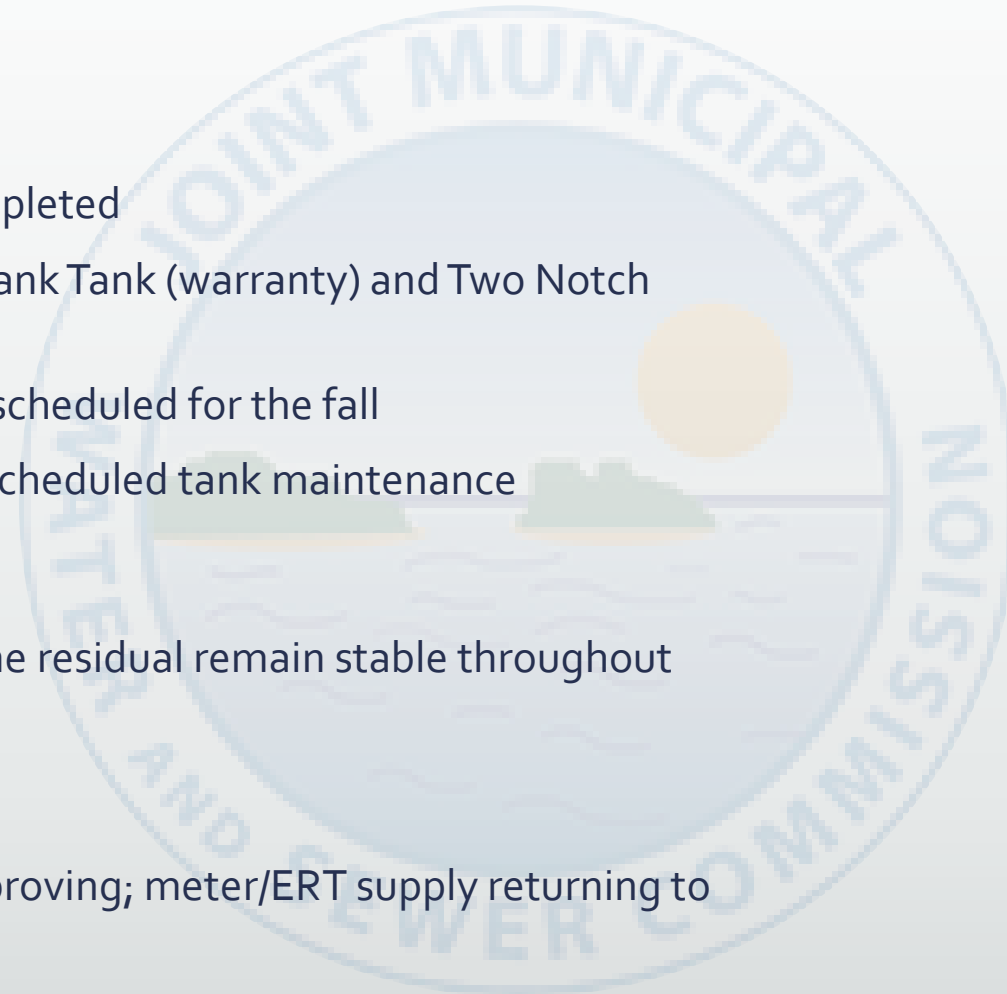 JOINT MUNICIPAL
WATER AND SEWER COMMISSION
pleted
ank Tank (warranty) and Two Notch
scheduled for the fall
cheduled tank maintenance
ne residual remain stable throughout
proving; meter/ERT supply returning to